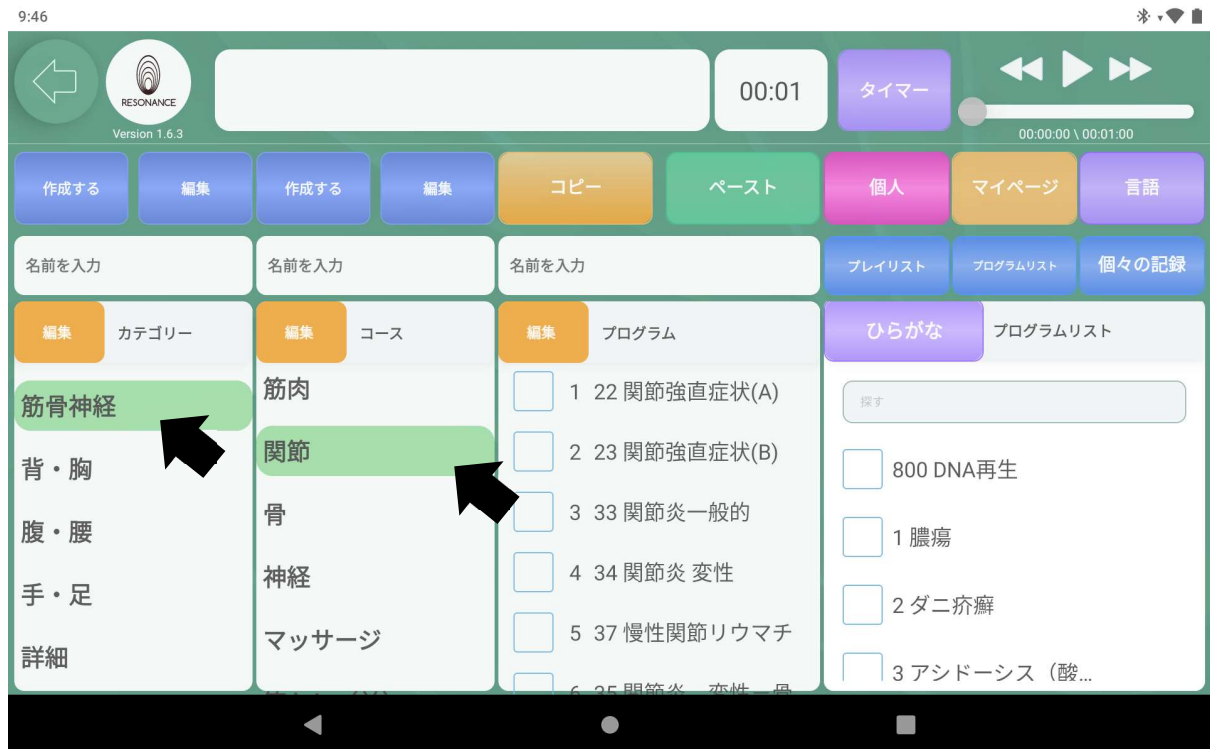 9:46
RESONANCE
Version 1.6.3
00:01
タイマー
00:00:00 \ 00:01:00
作成する
編集
作成する
編集
コピー
ペースト
個人
マイページ
言語
名前を入力
名前を入力
名前を入力
プレイリスト
プログラムリスト
個々の記録
編集
カテゴリー
編集
コース
編集
プログラム
ひらがな
プログラムリスト
筋骨神経
背・胸
腹・腰
手・足
詳細
筋肉
関節
骨
神経
マッサージ
1 22 関節強直症状(A)
2 23 関節強直症状(B)
3 33 関節炎一般的
4 34 関節炎 変性
5 37 慢性関節リウマチ
探す
800 DNA再生
1 膿瘍
2 ダニ疥癬
3 アシドーシス（酸...